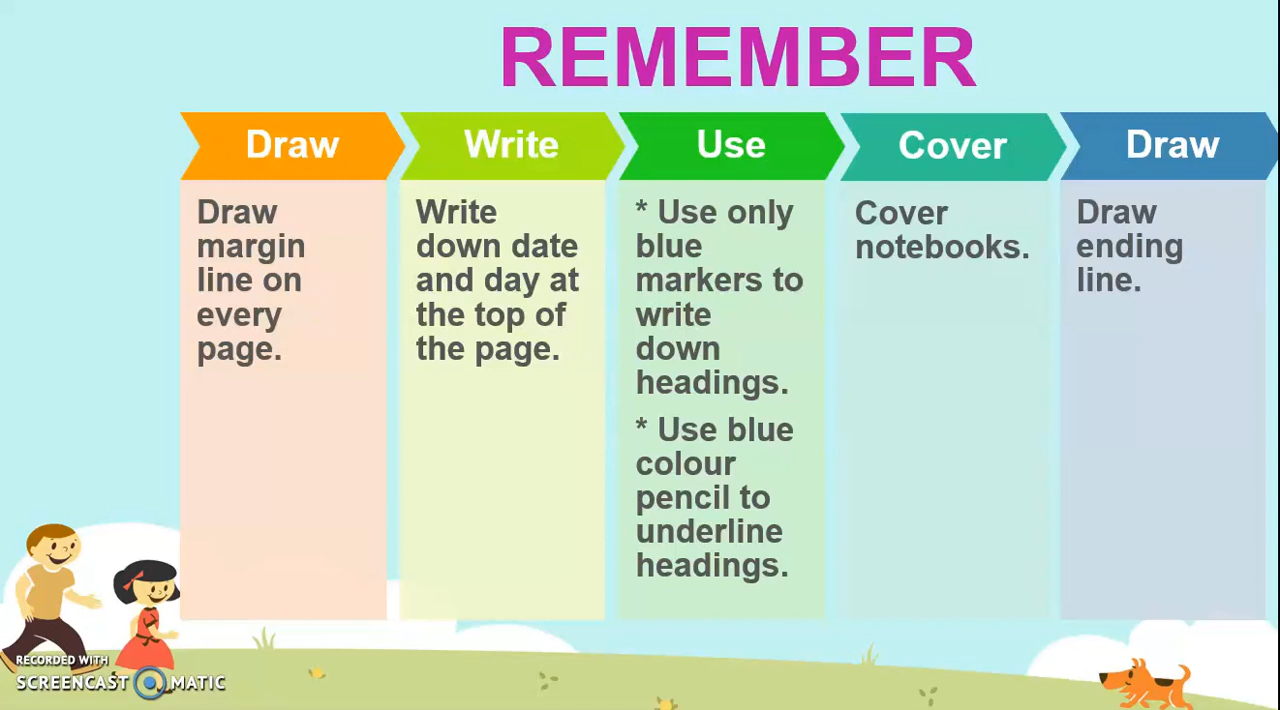 REMEMBER
Draw
Write
Use
Cover
Draw
Draw
margin
line on
every
page.
Write
down date
and day at
the top of
the page.
* Use only
blue
markers to
write
down
headings.
* Use blue
colour
pencil to
underline
headings.
Cover
notebooks.
Draw
ending
line.
RECORDED WITH
SCREENCAST MATIC